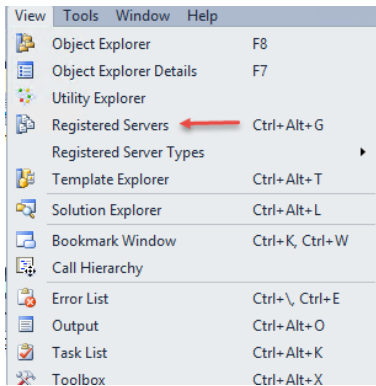 View Tools Window Help
Object Explorer F8
Object Explorer Details F7
Utility Explorer
Registered Servers Ctrl+Alt+G
Registered Server Types
Template Explorer Ctrl+Alt+T
Solution Explorer Ctrl+Alt+L
Bookmark Window Ctrl+K, Ctrl+W
Call Hierarchy
Error List Ctrl+\, Ctrl+E
Output Ctrl+Alt+O
Task List Ctrl+Alt+K
Toolbox Ctrl+Alt+X